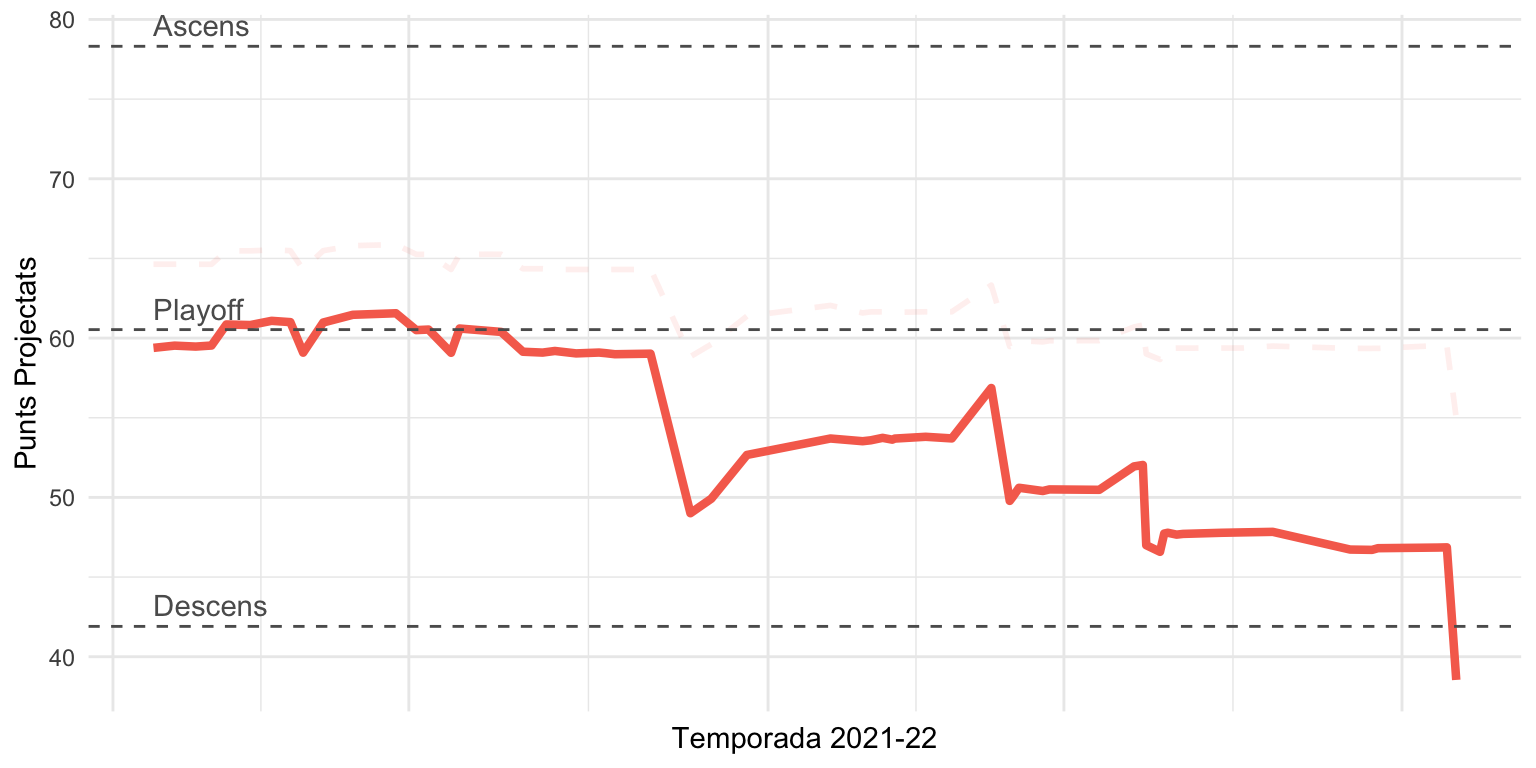 80
Ascens
70
Playoff
60
50
Descens
40
Punts Projectats
Temporada 2021-22